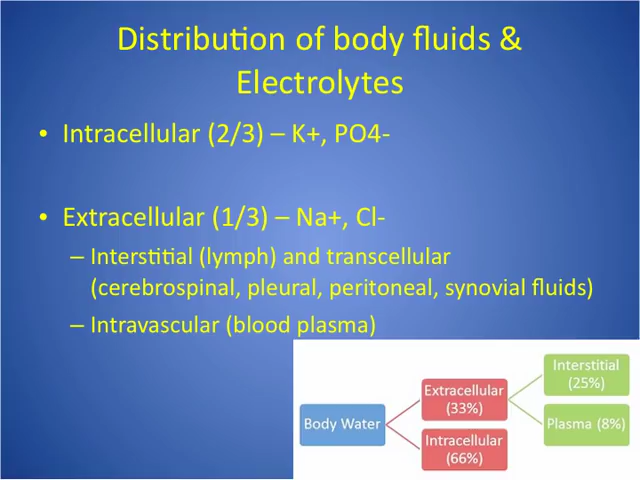 Distribution of body fluids &
Electrolytes
• Intracellular (2/3) – K+, PO4-
• Extracellular (1/3) – Na+, Cl-
– Interstitial (lymph) and transcellular
(cerebrospinal, pleural, peritoneal, synovial fluids)
– Intravascular (blood plasma)
Body Water
Extracellular
(33%)
Interstitial
(25%)
Plasma (8%)
Intracellular
(66%)